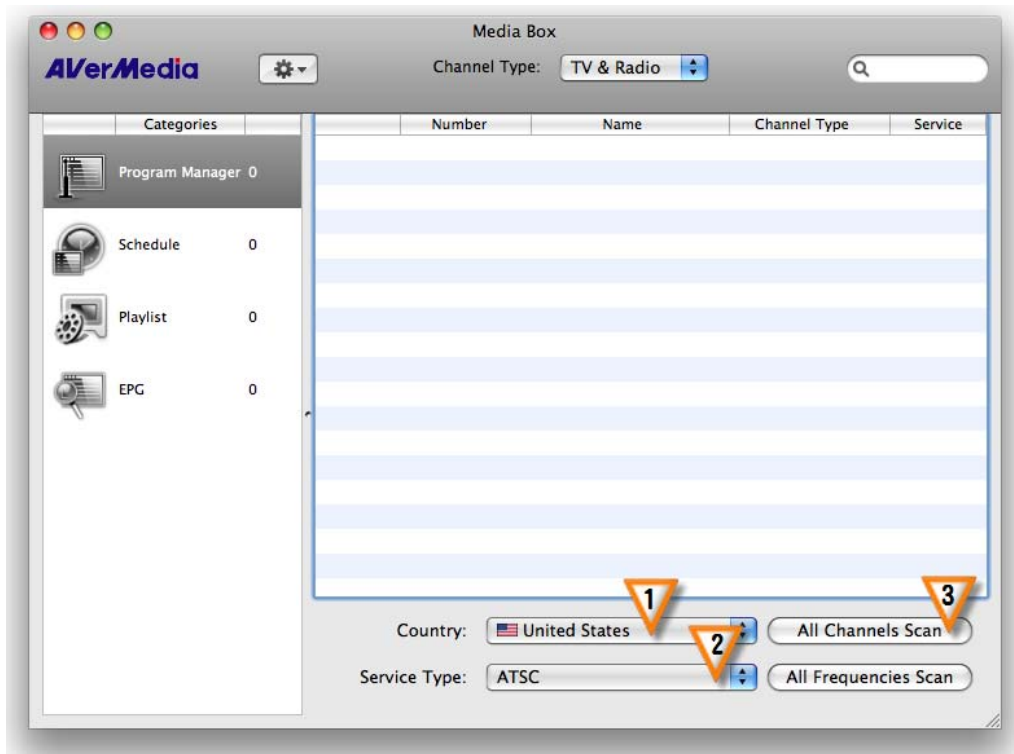 Media Box
AVerMedia
Channel Type: TV & Radio
Categories
Number Name Channel Type Service
Program Manager 0
Schedule 0
Playlist 0
EPG 0
1
3
Country: United States All Channels Scan
2
Service Type: ATSC All Frequencies Scan